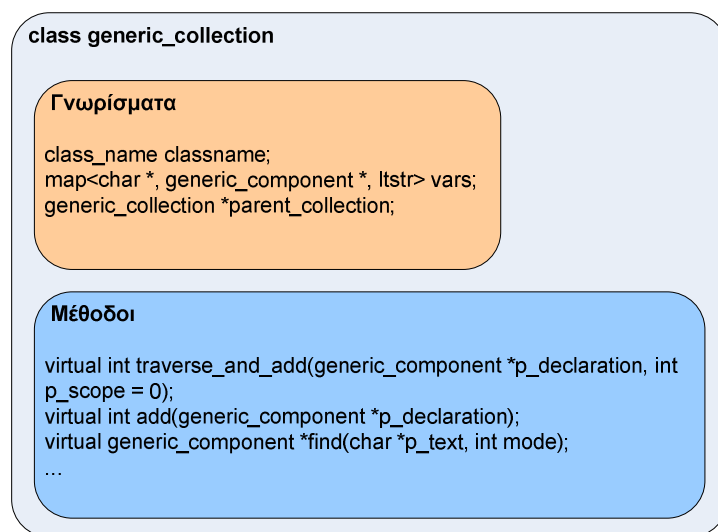 class generic_collection
Γνωρίσματα
class_name classname;
map<char *, generic_component *, ltstr> vars;
generic_collection *parent_collection;
Μέθοδοι
virtual int traverse_and_add(generic_component *p_declaration, int
p_scope = 0);
virtual int add(generic_component *p_declaration);
virtual generic_component *find(char *p_text, int mode);
...